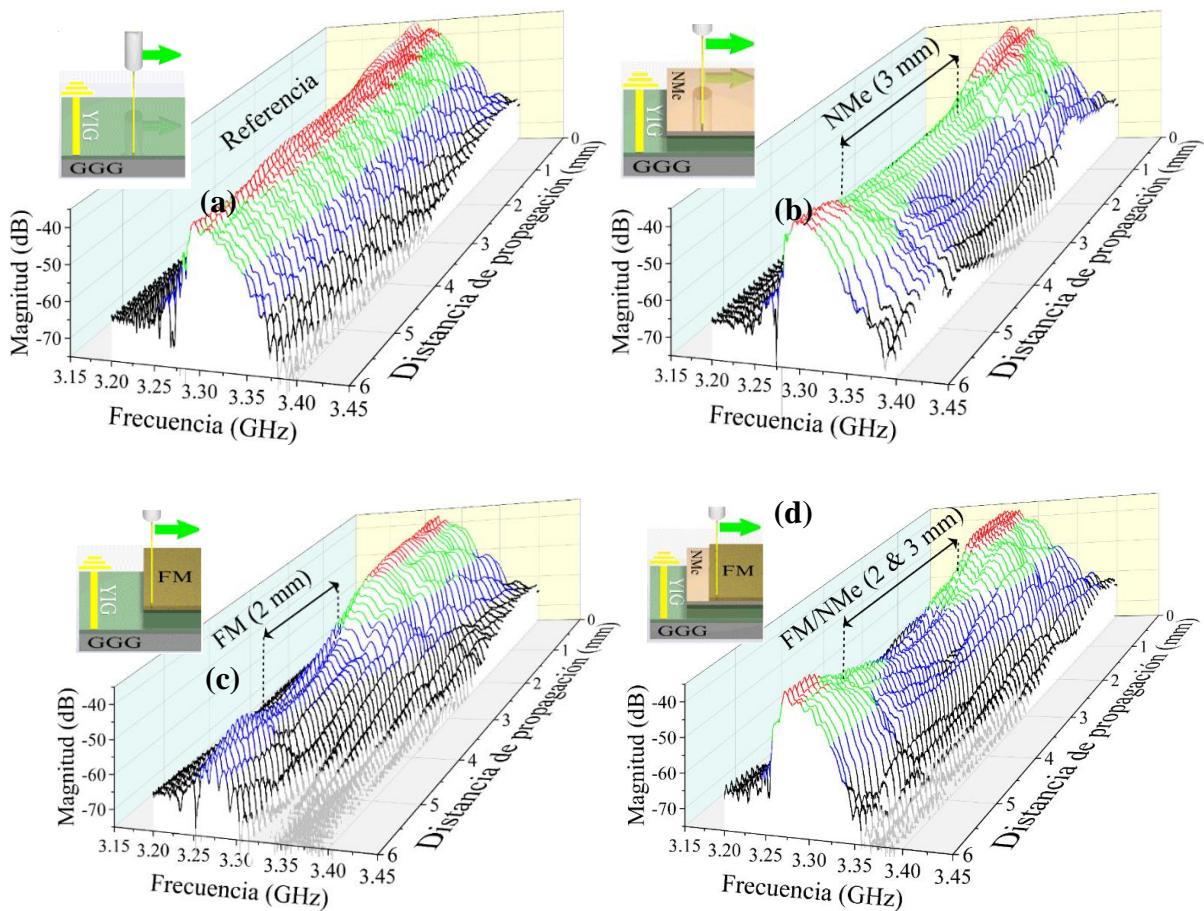 YIG
GGG
Referencia
(a)
Magnitud (dB)
-40
-50
-60
-70
3.15 3.20 3.25 3.30 3.35 3.40 3.45
Frecuencia (GHz)
0
1
2
3
4
5
6
Distancia de propagación (mm)
YIG
NMe
GGG
NMe (3 mm)
(b)
Magnitud (dB)
-40
-50
-60
-70
3.15 3.20 3.25 3.30 3.35 3.40 3.45
Frecuencia (GHz)
0
1
2
3
4
5
6
Distancia de propagación (mm)
YIG
FM
GGG
FM (2 mm)
(c)
Magnitud (dB)
-40
-50
-60
-70
3.15 3.20 3.25 3.30 3.35 3.40 3.45
Frecuencia (GHz)
0
1
2
3
4
5
6
Distancia de propagación (mm)
(d)
YIG
NMe
FM
GGG
FM/NMe (2 & 3 mm)
Magnitud (dB)
-40
-50
-60
-70
3.15 3.20 3.25 3.30 3.35 3.40 3.45
Frecuencia (GHz)
0
1
2
3
4
5
6
Distancia de propagación (mm)